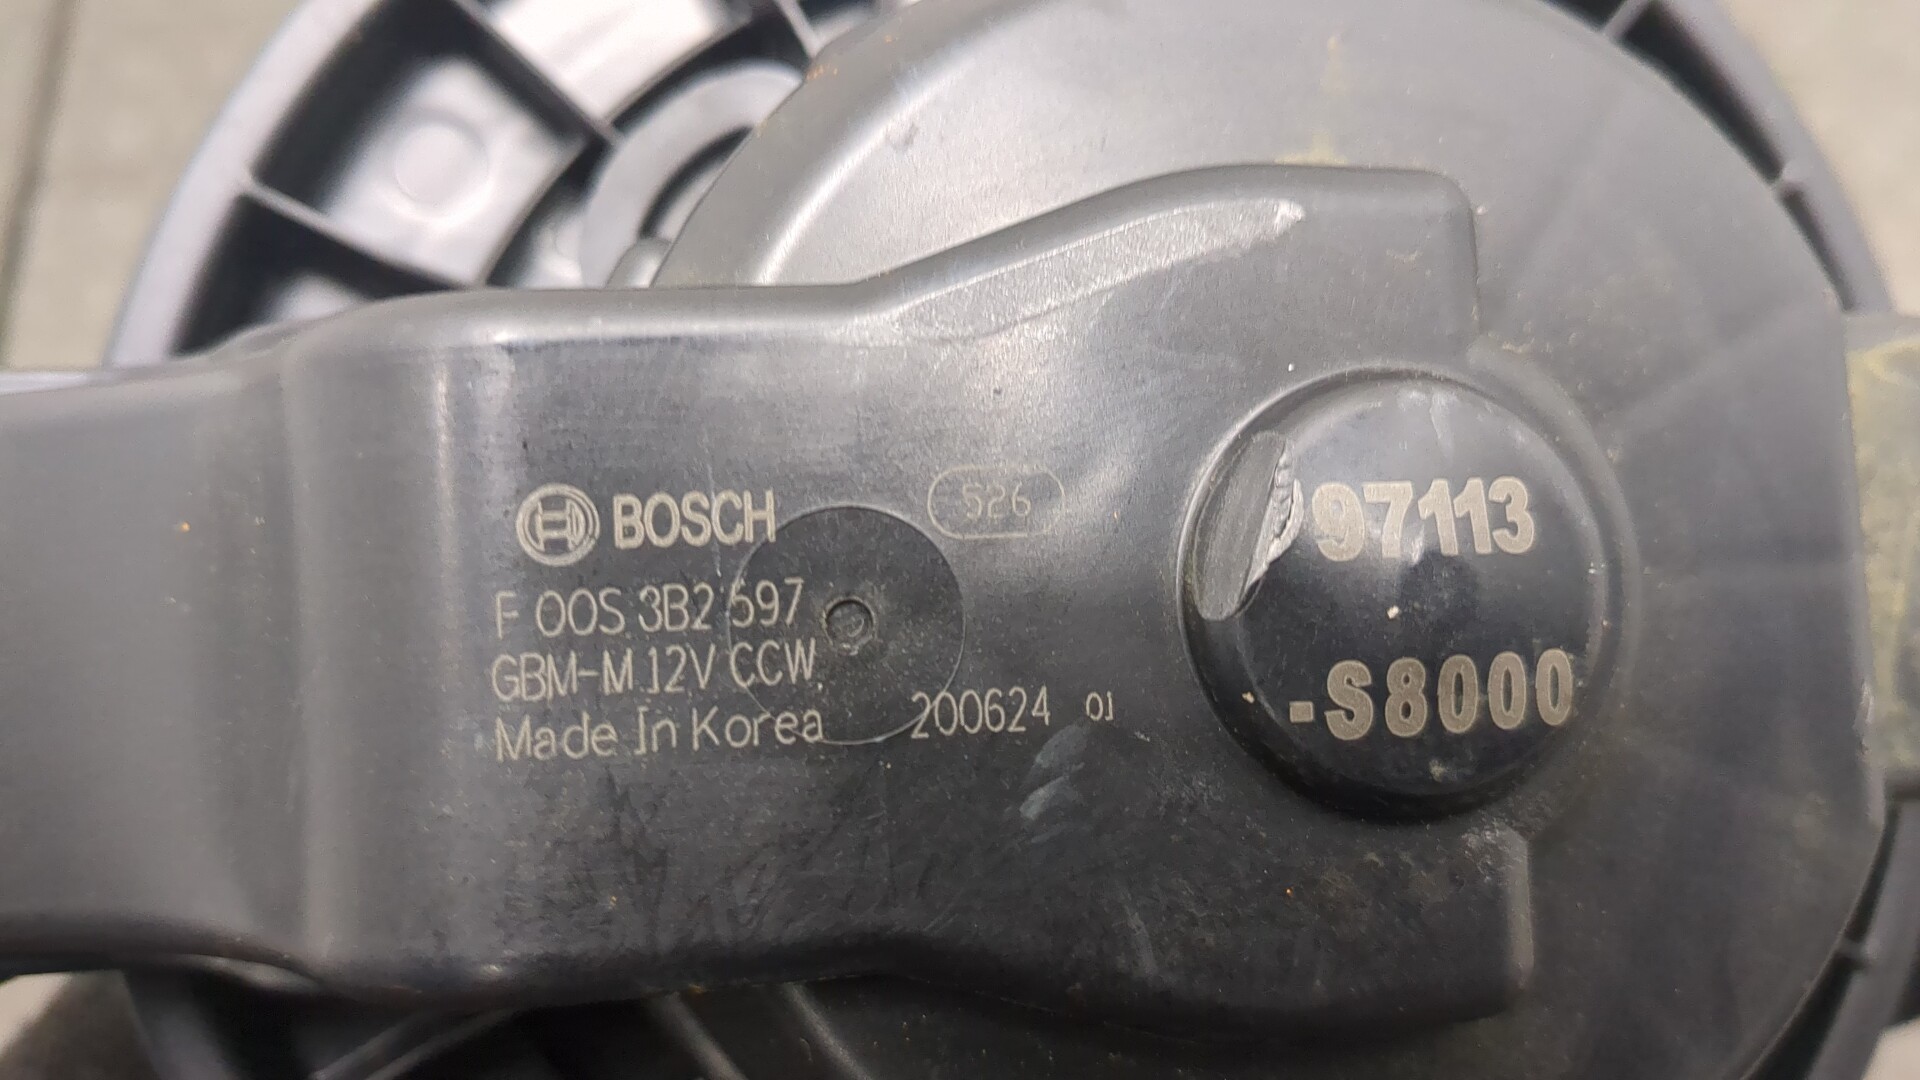 BOSCH
526
F 00S 3B2 597
GBM-M 12V CCW
Made In Korea
200624 01
97113
-S8000